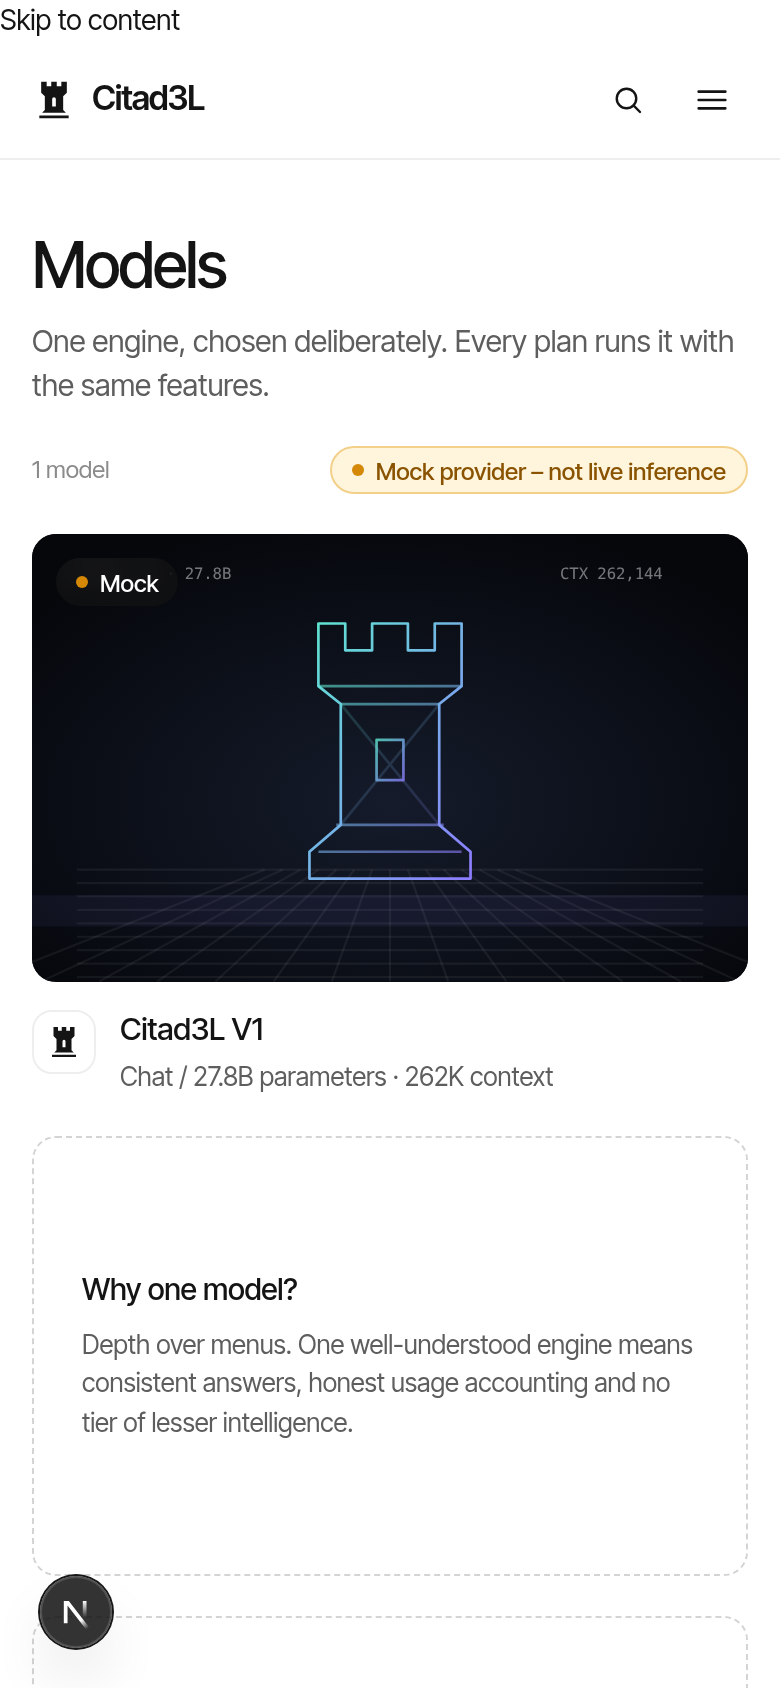 Skip to content
Citad3L
Models
One engine, chosen deliberately. Every plan runs it with
the same features.
1 model
Mock provider – not live inference
Mock
27.8B
CTX 262,144
Citad3L V1
Chat / 27.8B parameters · 262K context
Why one model?
Depth over menus. One well-understood engine means
consistent answers, honest usage accounting and no
tier of lesser intelligence.
N